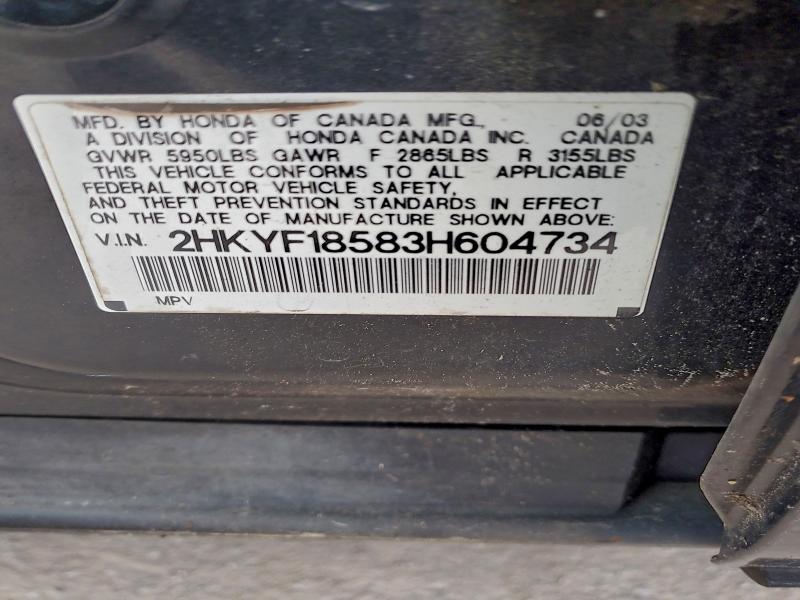 MFD. BY HONDA OF CANADA MFG., 06/03
A DIVISION OF HONDA CANADA INC. CANADA
GVWR 5950LBS GAWR F 2865LBS R 3155LBS
THIS VEHICLE CONFORMS TO ALL APPLICABLE
FEDERAL MOTOR VEHICLE SAFETY,
AND THEFT PREVENTION STANDARDS IN EFFECT
ON THE DATE OF MANUFACTURE SHOWN ABOVE:
V.I.N. 2HKYF18583H604734
MPV